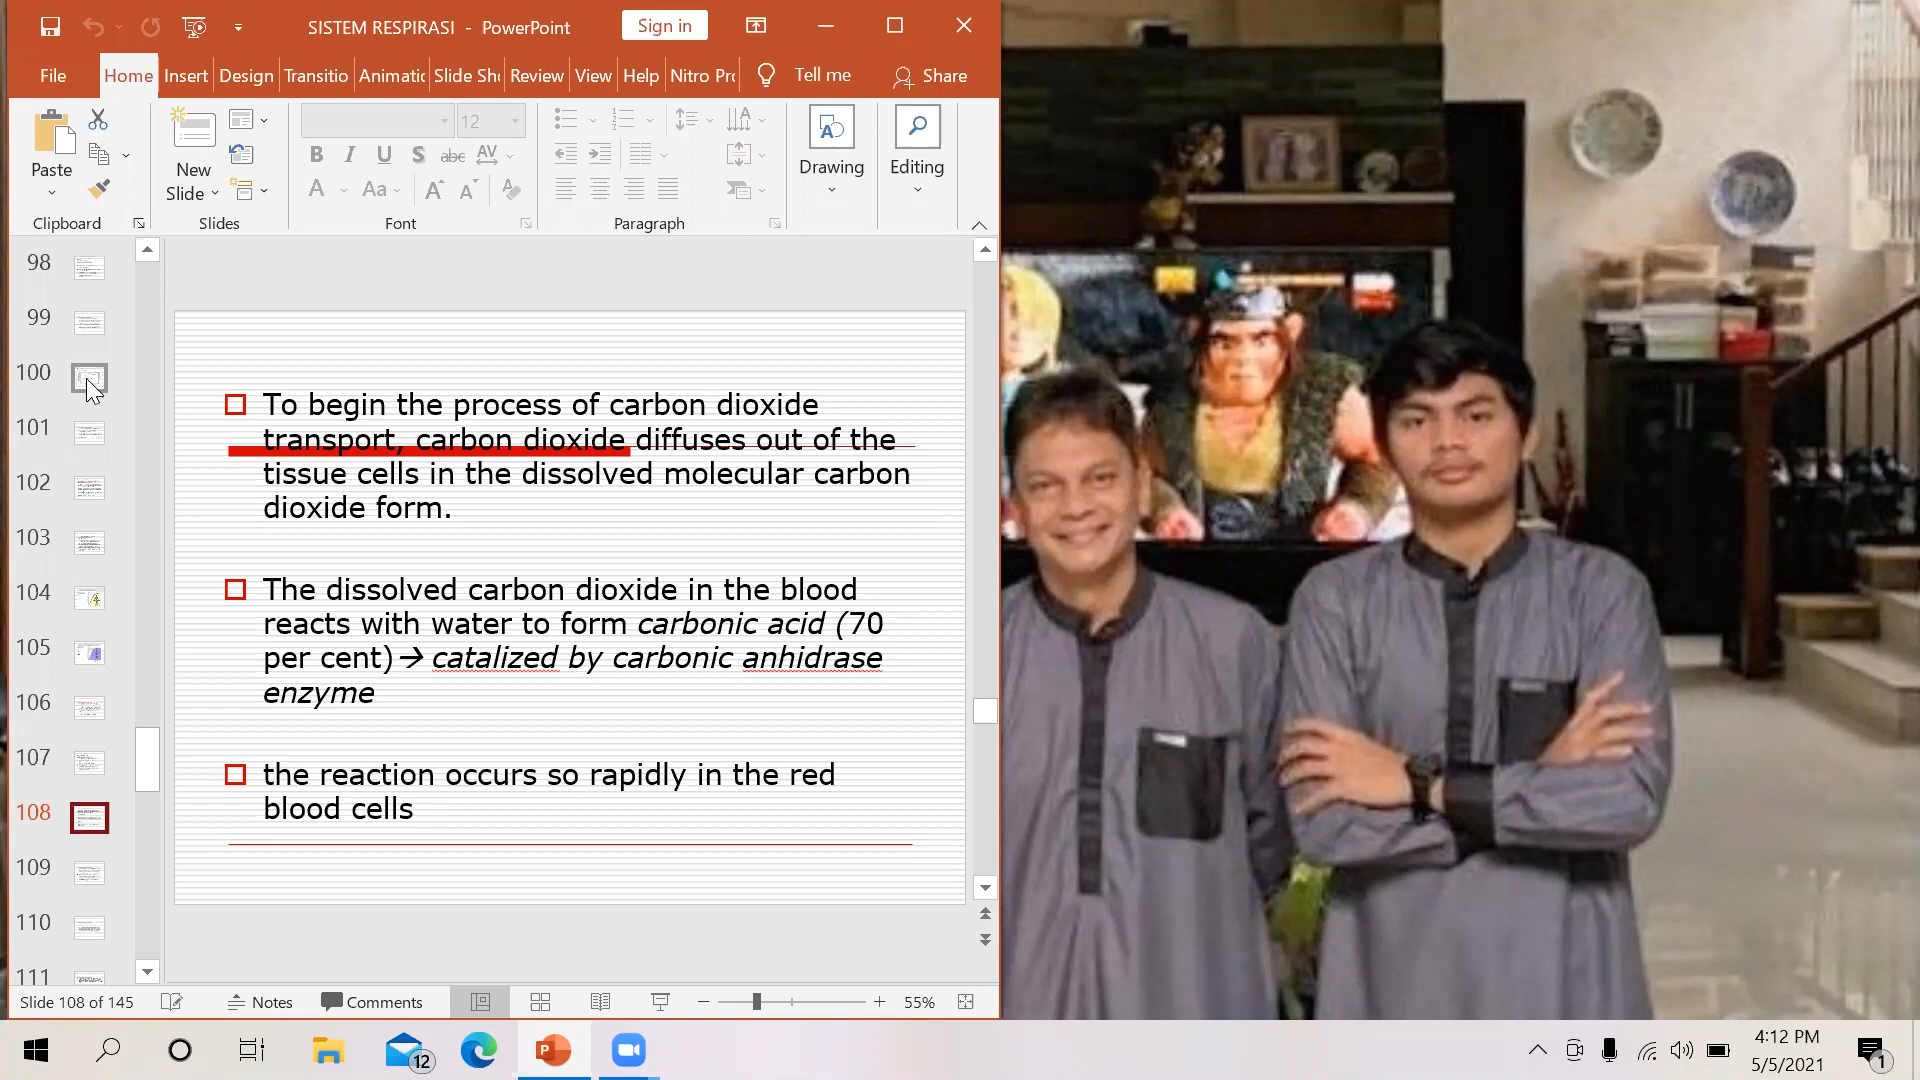 SISTEM RESPIRASI - PowerPoint
Sign in
File
Home
Insert
Design
Transitio
Animatic
Slide Sh
Review
View
Help
Nitro Pr
Tell me
Share
Paste
New
Slide
12
B I U S abc AV
A Aa A A
Drawing
Editing
Clipboard
Slides
Font
Paragraph
98
99
100
101
102
103
104
105
106
107
108
109
110
111
To begin the process of carbon dioxide
transport, carbon dioxide diffuses out of the
tissue cells in the dissolved molecular carbon
dioxide form.
The dissolved carbon dioxide in the blood
reacts with water to form carbonic acid (70
per cent)→ catalized by carbonic anhidrase
enzyme
the reaction occurs so rapidly in the red
blood cells
Slide 108 of 145
Notes
Comments
55%
12
4:12 PM
5/5/2021
1